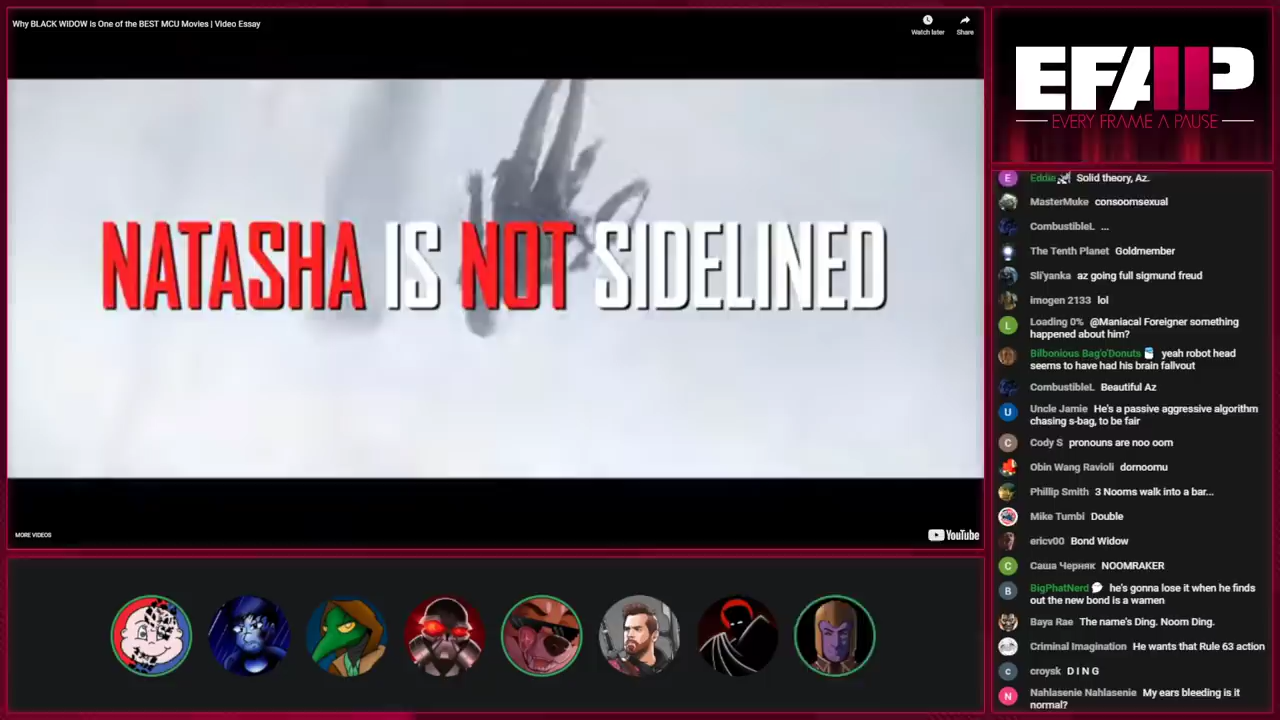 Why BLACK WIDOW is One of the BEST MCU Movies | Video Essay
Watch later
Share
NATASHA IS NOT SIDELINED
MORE VIDEOS
YouTube
EFAP
EVERY FRAME A PAUSE
E
Eddie Solid theory, Az.
MasterMuke consoomsexual
CombustibleL ...
The Tenth Planet Goldmember
Sli'yanka az going full sigmund freud
imogen 2133 lol
L
Loading 0% @Maniacal Foreigner something
happened about him?
Bilbonious Bag'o'Donuts yeah robot head
seems to have had his brain fallvout
CombustibleL Beautiful Az
U
Uncle Jamie He's a passive aggressive algorithm
chasing s-bag, to be fair
C
Cody S pronouns are noo oom
Obin Wang Ravioli domoomu
Phillip Smith 3 Nooms walk into a bar...
Mike Tumbi Double
ericv00 Bond Widow
С
Саша Черняк NOOMRAKER
B
BigPhatNerd he's gonna lose it when he finds
out the new bond is a wamen
Baya Rae The name's Ding. Noom Ding.
Criminal Imagination He wants that Rule 63 action
c
croysk D I N G
N
Nahlasenie Nahlasenie My ears bleeding is it
normal?